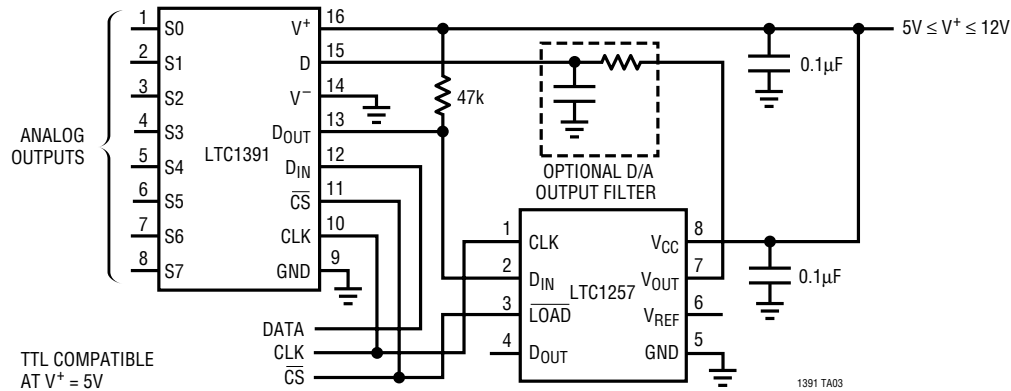 ANALOG
OUTPUTS
1 S0
2 S1
3 S2
4 S3
5 S4
6 S5
7 S6
8 S7
LTC1391
V+ 16
D 15
V− 14
DOUT 13
DIN 12
CS 11
CLK 10
GND 9
47k
OPTIONAL D/A
OUTPUT FILTER
0.1µF
5V ≤ V+ ≤ 12V
1 CLK
2 DIN
3 LOAD
4 DOUT
LTC1257
VCC 8
VOUT 7
VREF 6
GND 5
0.1µF
DATA
CLK
CS
TTL COMPATIBLE
AT V+ = 5V
1391 TA03